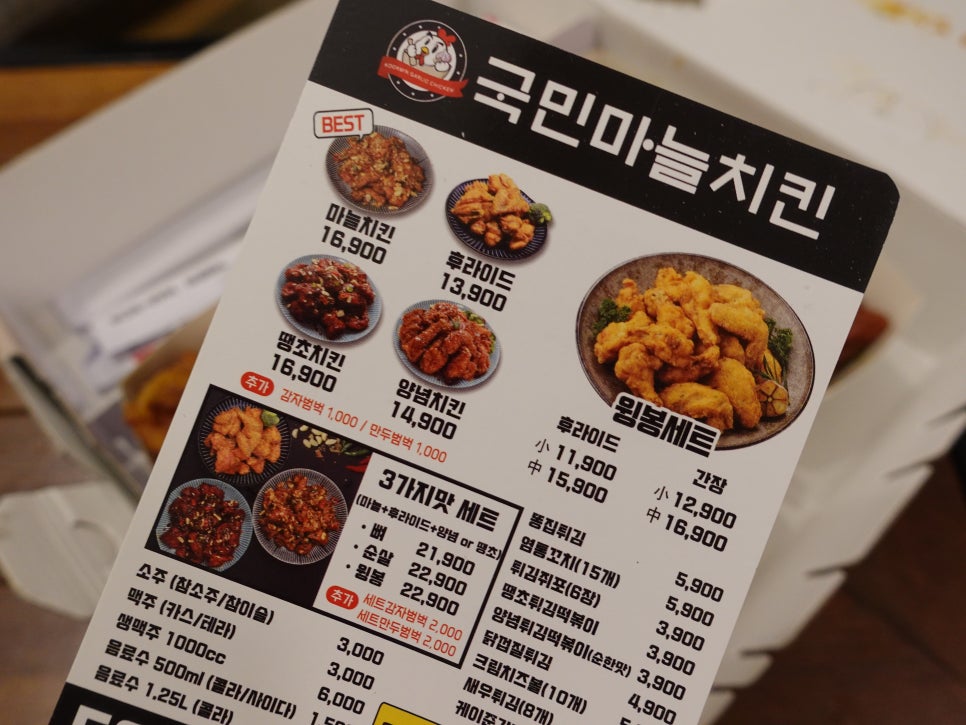 국민마늘치킨
BEST
마늘치킨
16,900
후라이드
13,900
땡초치킨
16,900
양념치킨
14,900
추가 감자범벅 1,000 / 만두범벅 1,000
윙봉세트
후라이드
小 11,900
中 15,900
간장
小 12,900
中 16,900
3가지맛 세트
(마늘+후라이드+양념 or 땡초)
· 뼈 21,900
· 순살 22,900
· 윙봉 22,900
추가 세트감자범벅 2,000
세트만두범벅 2,000
똥집튀김 5,900
염통꼬치(15개) 5,900
튀김쥐포(6장) 3,900
땡초튀김떡볶이 3,900
양념튀김떡볶이(순한맛) 3,900
닭껍질튀김 4,900
크림치즈볼(10개)
새우튀김(8개)
소주 (참소주/참이슬) 3,000
맥주 (카스/테라) 3,000
생맥주 1000cc 6,000
음료수 500ml (콜라/사이다)
음료수 1.25L (콜라)